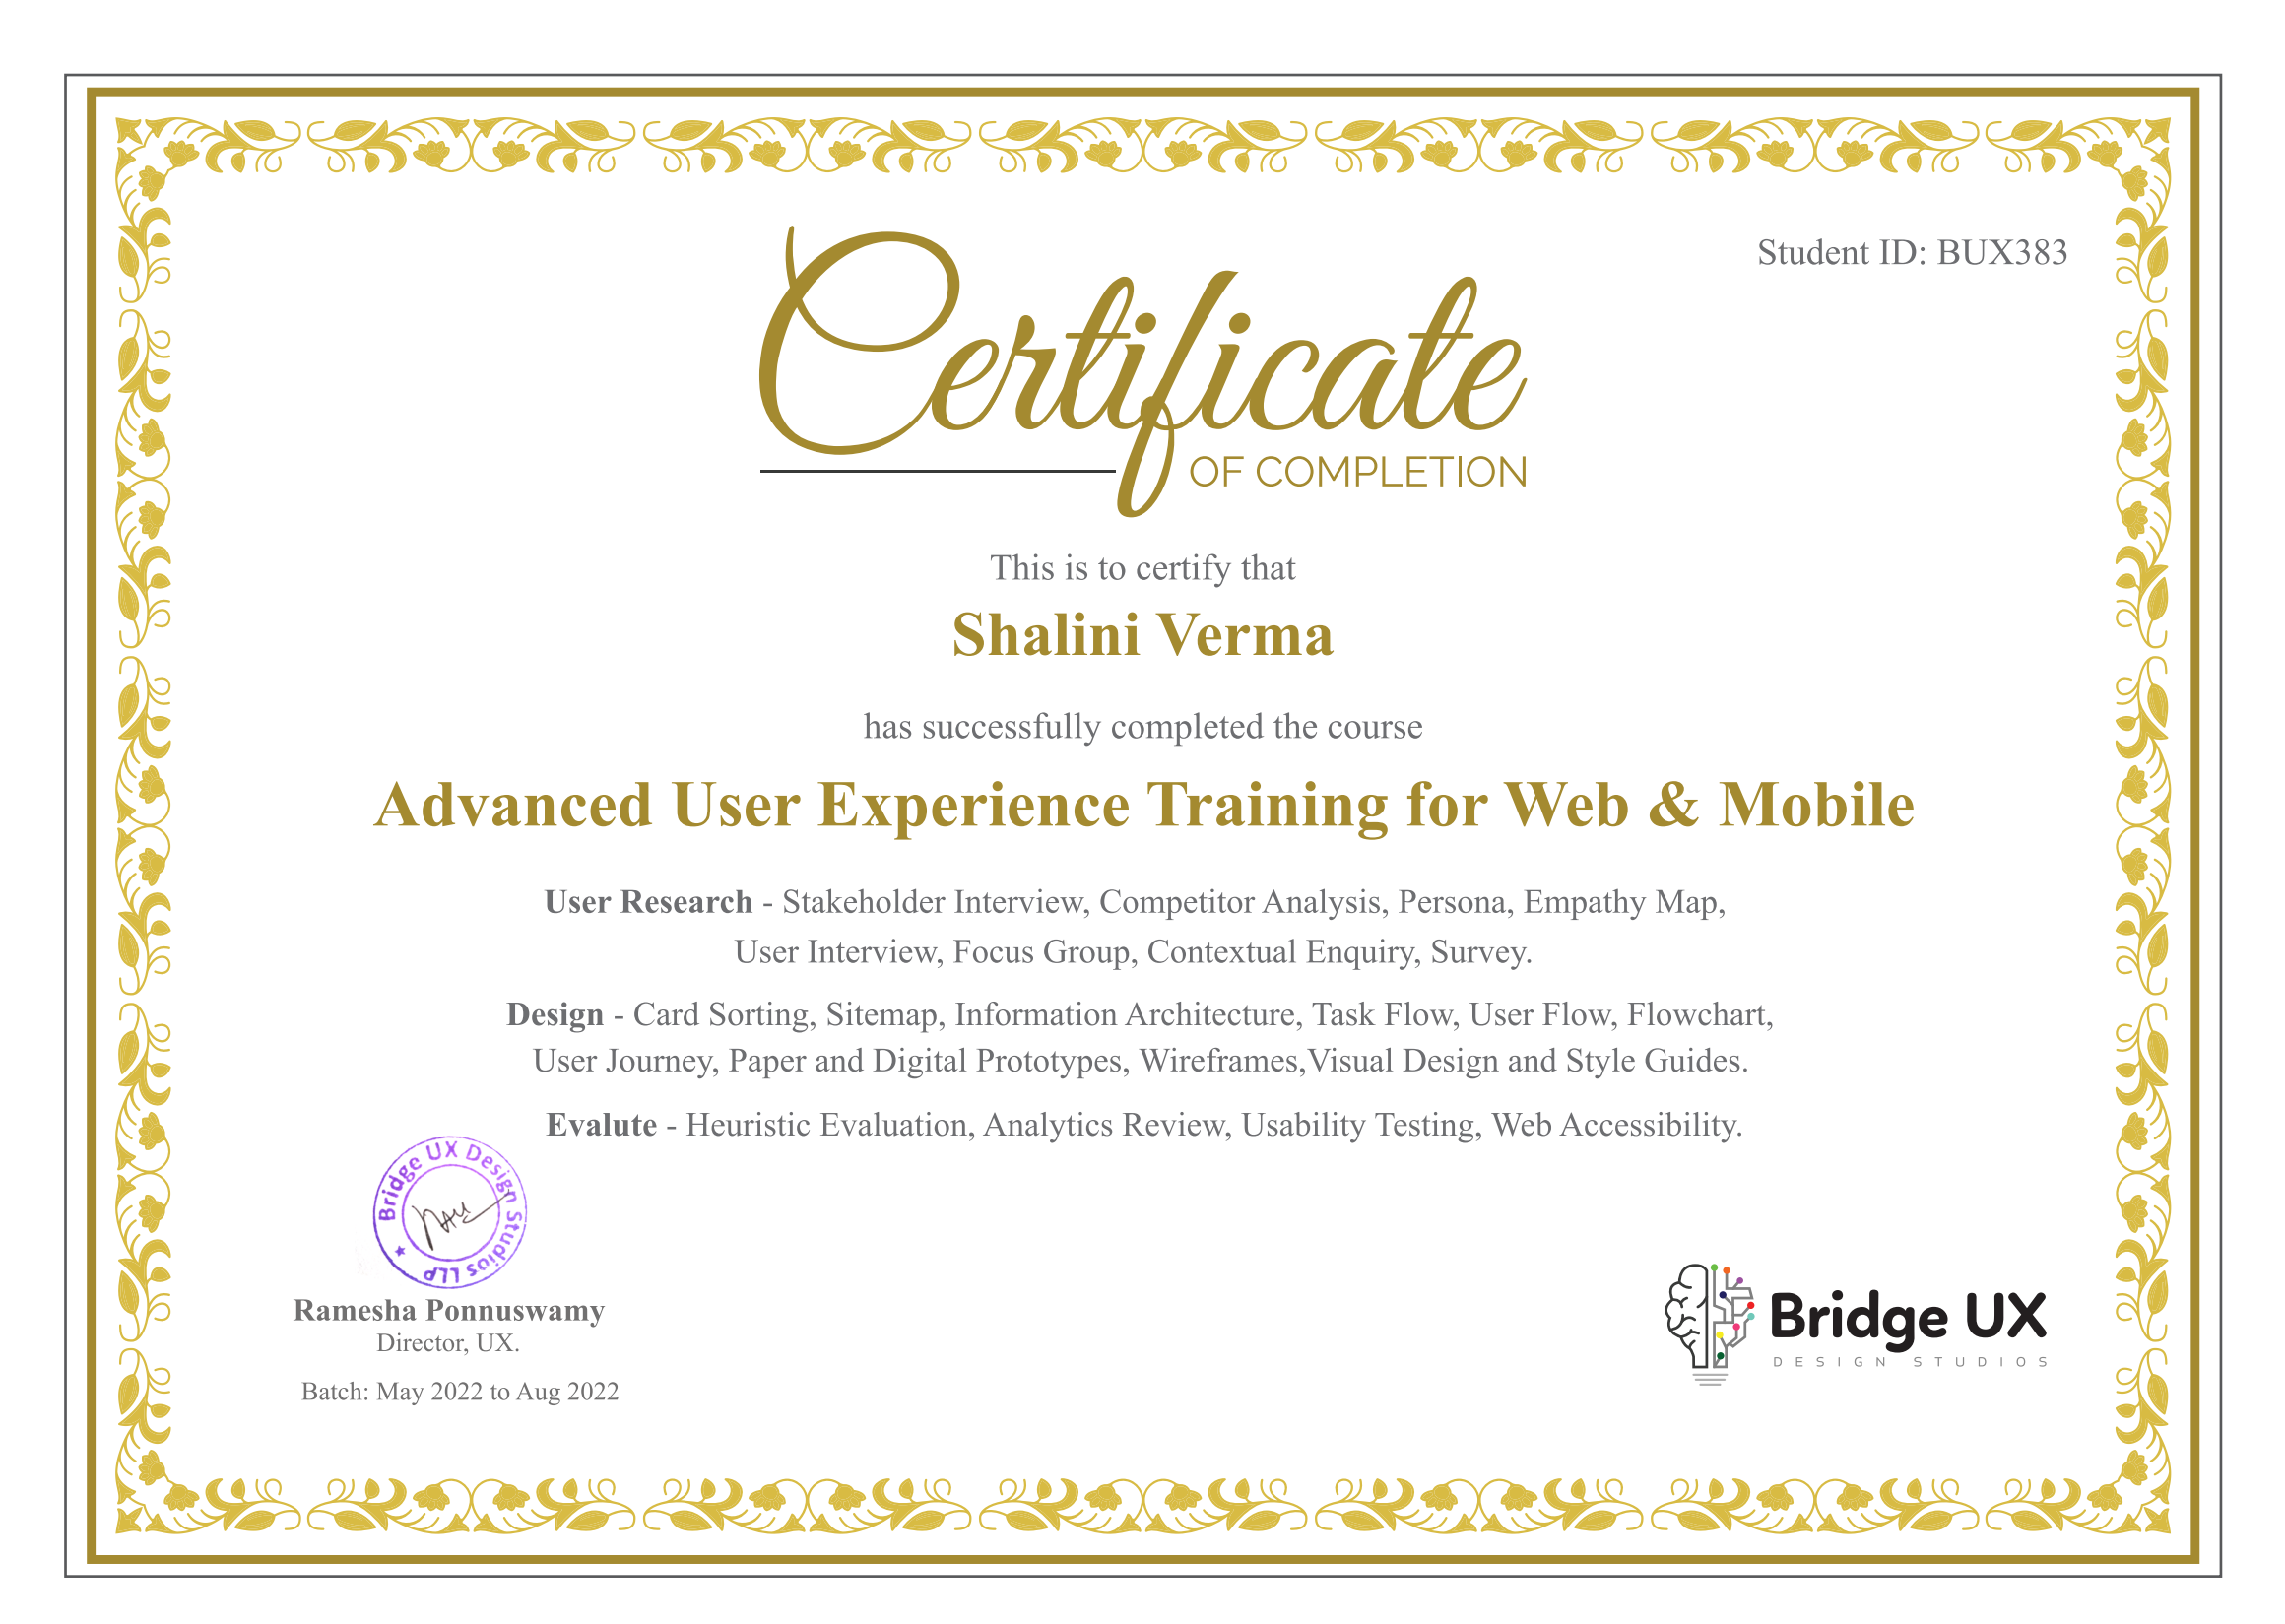 Student ID: BUX383
Certificate
OF COMPLETION
This is to certify that
Shalini Verma
has successfully completed the course
Advanced User Experience Training for Web & Mobile
User Research - Stakeholder Interview, Competitor Analysis, Persona, Empathy Map,
User Interview, Focus Group, Contextual Enquiry, Survey.
Design - Card Sorting, Sitemap, Information Architecture, Task Flow, User Flow, Flowchart,
User Journey, Paper and Digital Prototypes, Wireframes,Visual Design and Style Guides.
Evalute - Heuristic Evaluation, Analytics Review, Usability Testing, Web Accessibility.
Bridge UX Design Studios LLP
Ramesha Ponnuswamy
Director, UX.
Batch: May 2022 to Aug 2022
Bridge UX
DESIGN STUDIOS